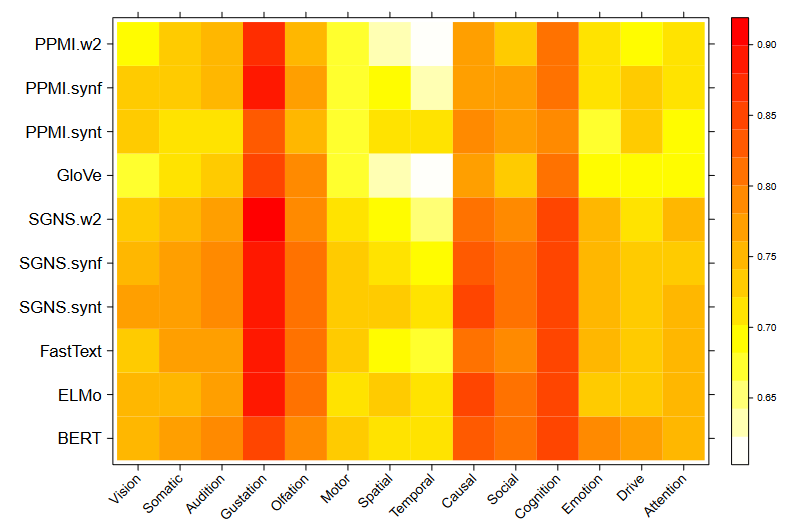 PPMI.w2
PPMI.synf
PPMI.synt
GloVe
SGNS.w2
SGNS.synf
SGNS.synt
FastText
ELMo
BERT
Vision
Somatic
Audition
Gustation
Olfation
Motor
Spatial
Temporal
Causal
Social
Cognition
Emotion
Drive
Attention
0.90
0.85
0.80
0.75
0.70
0.65